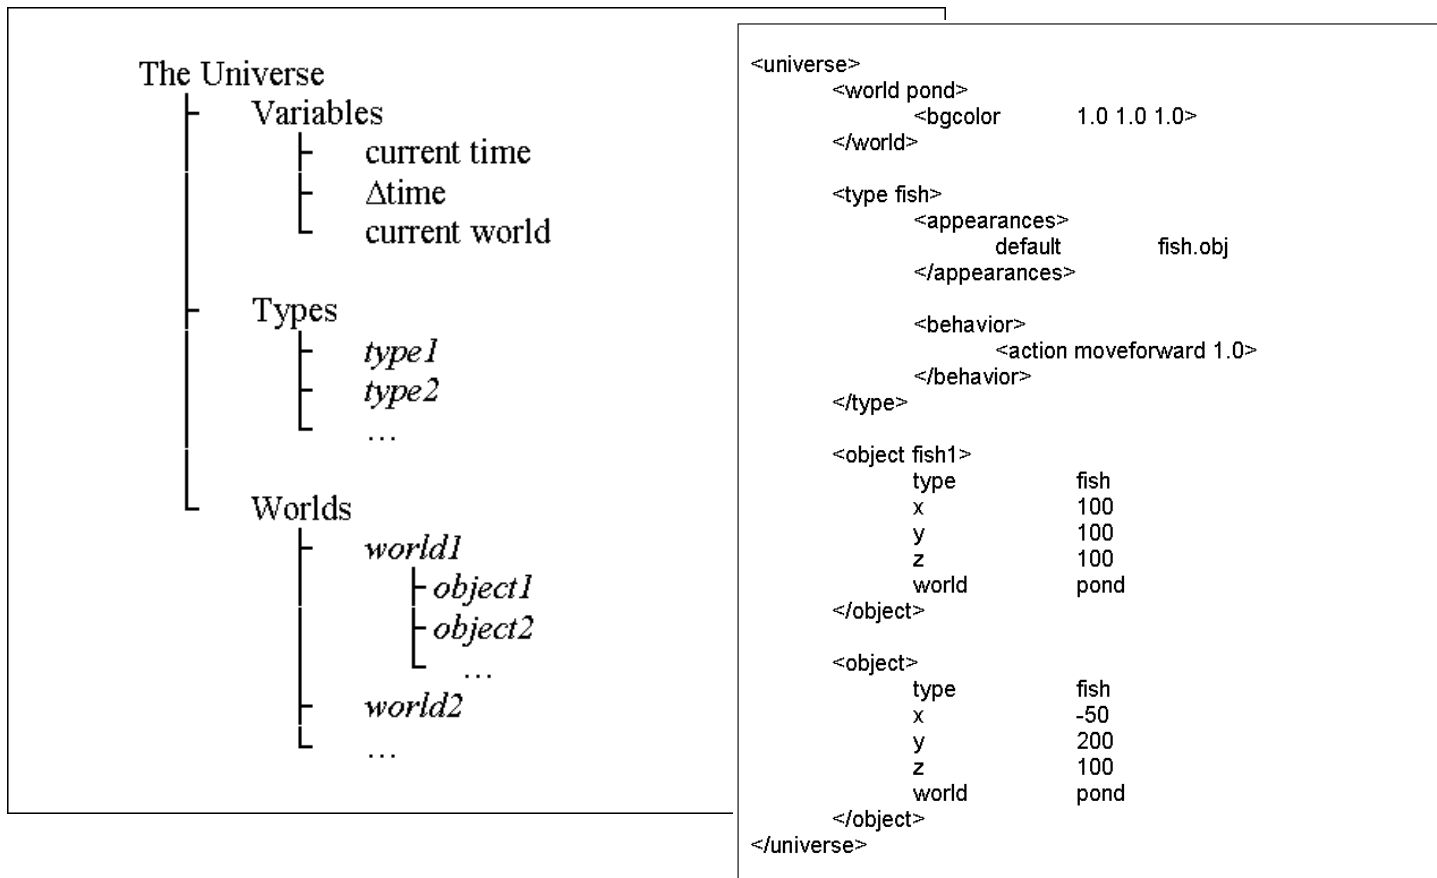 The Universe
Variables
current time
Δtime
current world
Types
type1
type2
...
Worlds
world1
object1
object2
...
world2
...
<universe>
<world pond>
<bgcolor 1.0 1.0 1.0>
</world>
<type fish>
<appearances>
default fish.obj
</appearances>
<behavior>
<action moveforward 1.0>
</behavior>
</type>
<object fish1>
type fish
x 100
y 100
z 100
world pond
</object>
<object>
type fish
x -50
y 200
z 100
world pond
</object>
</universe>